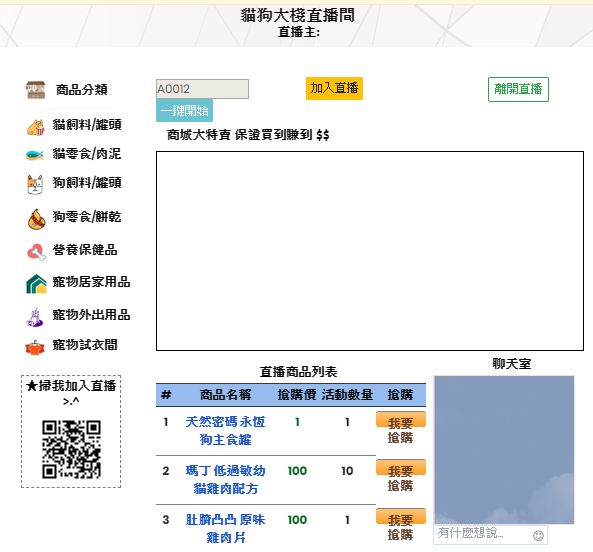 貓狗大棧直播間
直播主:
商品分類
貓飼料/罐頭
貓零食/肉泥
狗飼料/罐頭
狗零食/餅乾
營養保健品
寵物居家用品
寵物外出用品
寵物試衣間
★掃我加入直播
>.^
A0012
加入直播
離開直播
一鍵開始
商城大特賣 保證買到賺到 $$
直播商品列表
# 商品名稱 搶購價 活動數量 搶購
1 天然密碼 永恆 1 1 我要
狗主食罐 搶購
2 瑪丁 低過敏幼 100 10 我要
貓雞肉配方 搶購
3 肚臍凸凸 原味 100 1 我要
雞肉片 搶購
聊天室
有什麼想說...